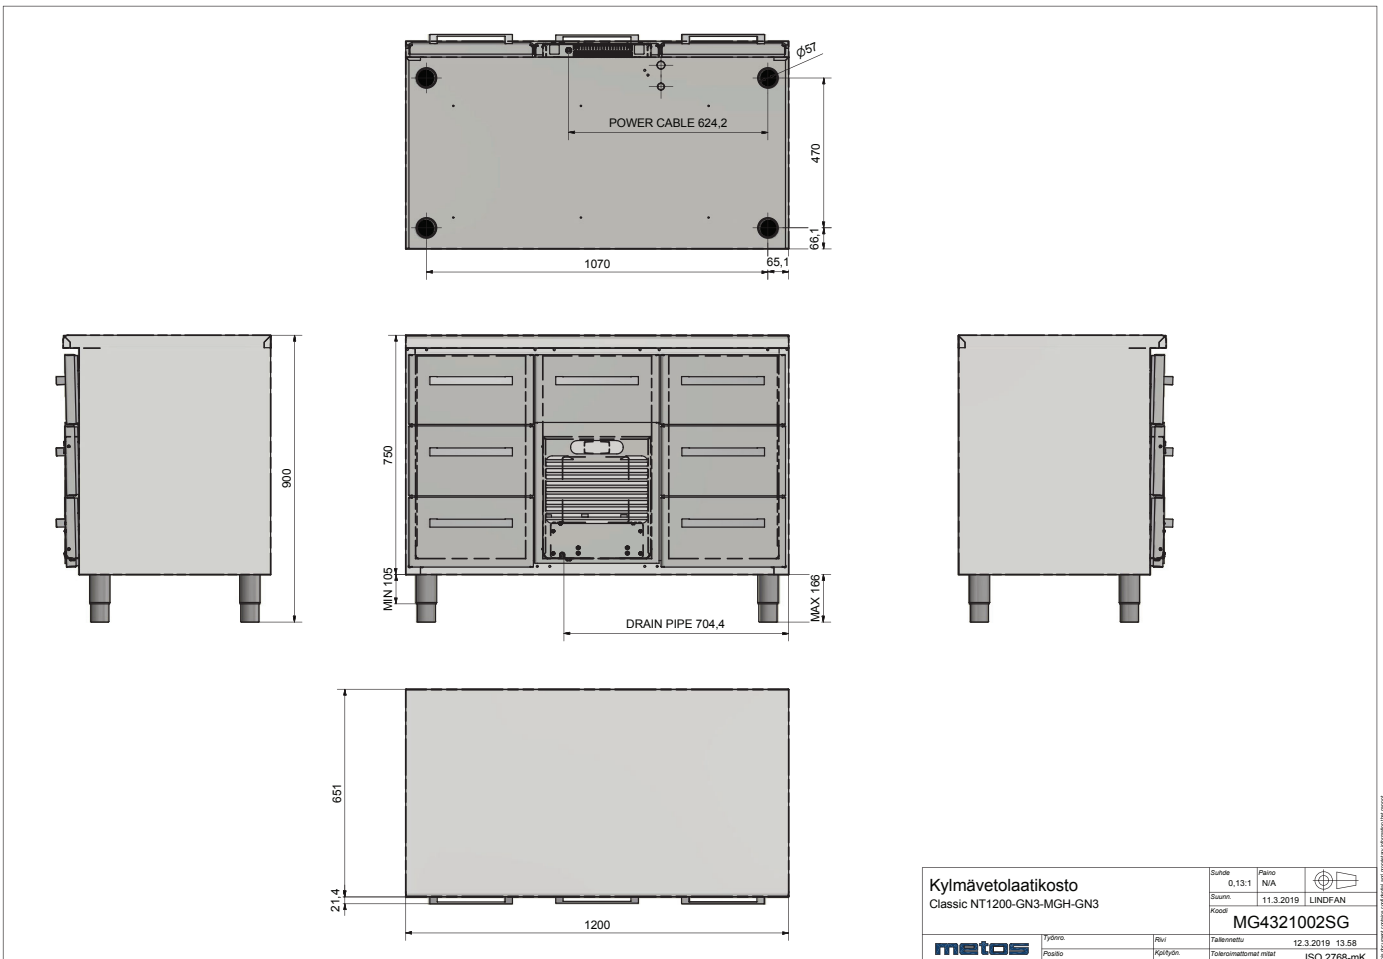 Ø57
POWER CABLE 624,2
470
66,1
1070
65,1
900
750
MIN 105
MAX 166
DRAIN PIPE 704,4
651
21,4
1200
Kylmävetolaatikosto
Classic NT1200-GN3-MGH-GN3
Suhde
0,13:1
Paino
N/A
Suunn.
11.3.2019
LINDFAN
Koodi
MG4321002SG
metos
Työnro.
Rivi
Tallennettu
12.3.2019 13.58
Positio
Kpl/työn.
Toleroimattomat mitat
ISO 2768-mK